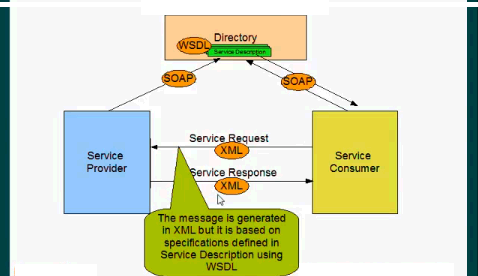 Directory
WSDL
Service Description
SOAP
SOAP
Service Request
XML
Service
Provider
Service
Consumer
Service Response
XML
The message is generated
in XML but it is based on
specifications defined in
Service Description using
WSDL